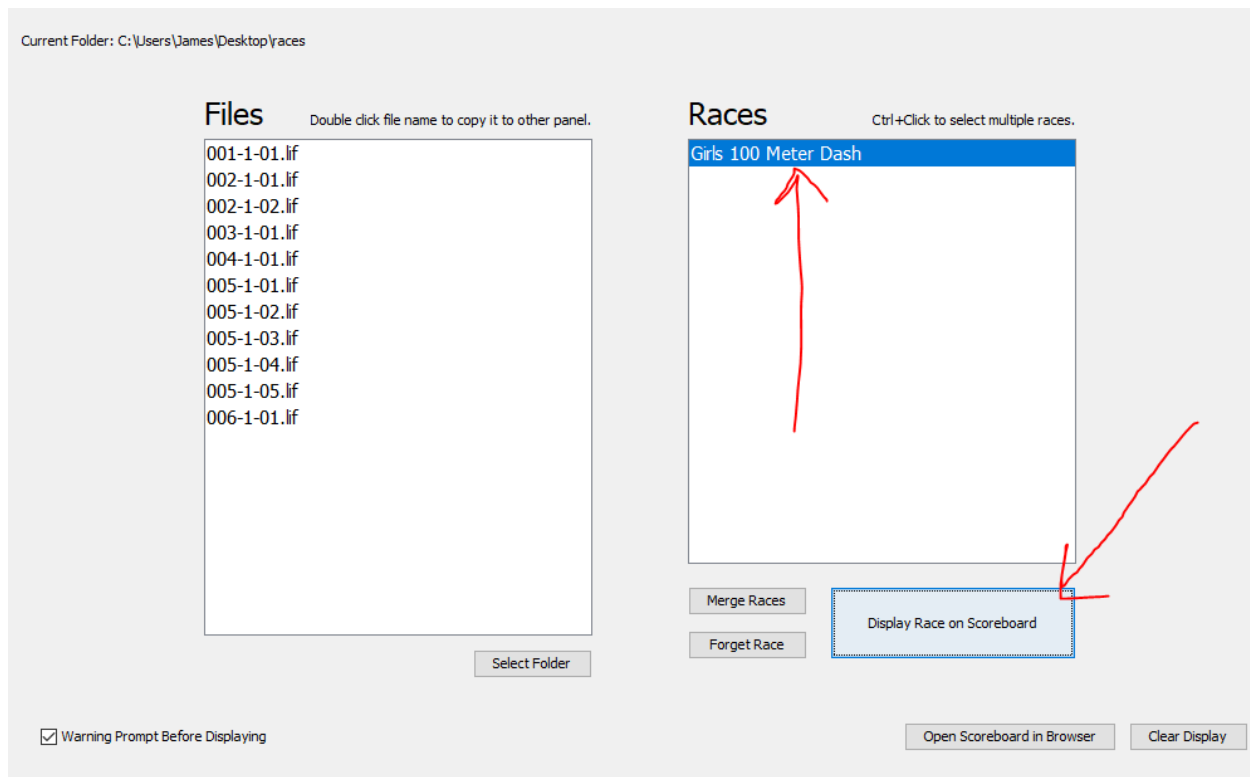 Current Folder: C:\Users\James\Desktop\races
Files
Double click file name to copy it to other panel.
001-1-01.lif
002-1-01.lif
002-1-02.lif
003-1-01.lif
004-1-01.lif
005-1-01.lif
005-1-02.lif
005-1-03.lif
005-1-04.lif
005-1-05.lif
006-1-01.lif
Select Folder
Races
Ctrl+Click to select multiple races.
Girls 100 Meter Dash
Merge Races
Forget Race
Display Race on Scoreboard
Warning Prompt Before Displaying
Open Scoreboard in Browser
Clear Display